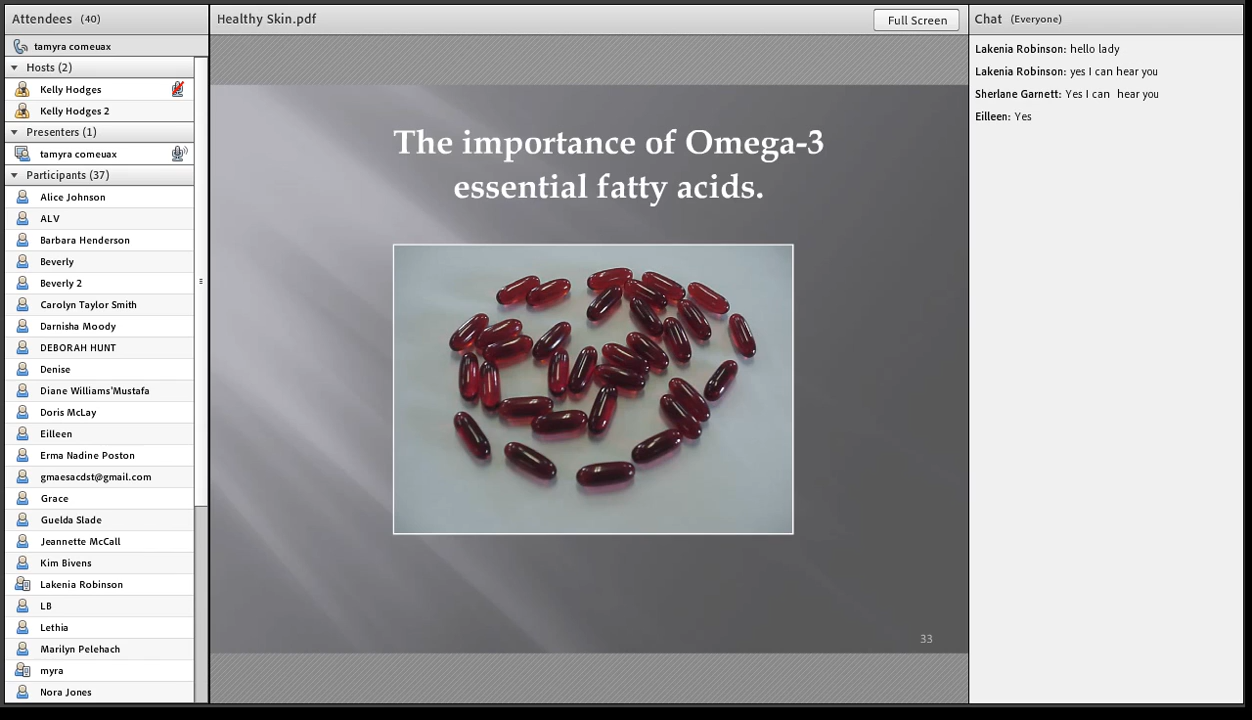 Attendees (40)
tamyra comeuax
Hosts (2)
Kelly Hodges
Kelly Hodges 2
Presenters (1)
tamyra comeuax
Participants (37)
Alice Johnson
ALV
Barbara Henderson
Beverly
Beverly 2
Carolyn Taylor Smith
Darnisha Moody
DEBORAH HUNT
Denise
Diane Williams'Mustafa
Doris McLay
Eilleen
Erma Nadine Poston
gmaesacdst@gmail.com
Grace
Guelda Slade
Jeannette McCall
Kim Bivens
Lakenia Robinson
LB
Lethia
Marilyn Pelehach
myra
Nora Jones
Healthy Skin.pdf
Full Screen
The importance of Omega-3
essential fatty acids.
33
Chat (Everyone)
Lakenia Robinson: hello lady
Lakenia Robinson: yes I can hear you
Sherlane Garnett: Yes I can  hear you
Eilleen: Yes